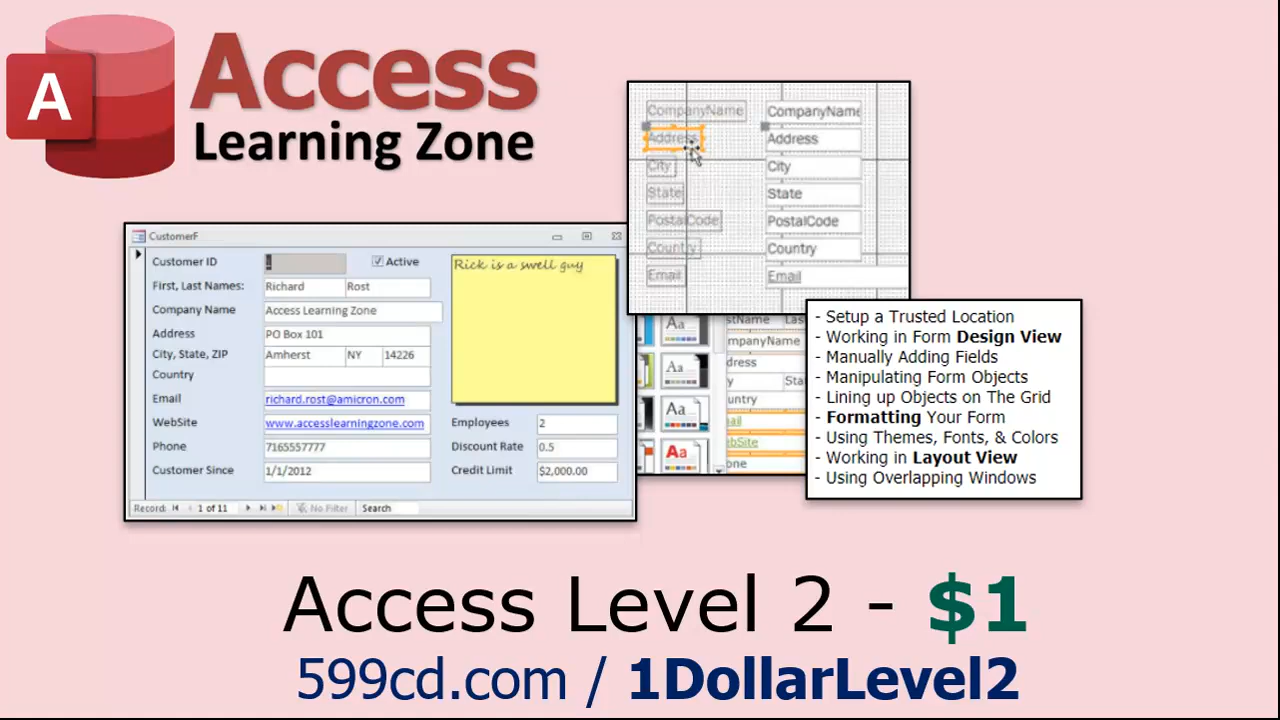 A
Access
Learning Zone
CompanyName CompanyName
Address Address
City City
State State
PostalCode PostalCode
Country Country
Email Email
CustomerF
Customer ID Active
First, Last Names: Richard Rost
Company Name Access Learning Zone
Address PO Box 101
City, State, ZIP Amherst NY 14226
Country
Email richard.rost@amicron.com
WebSite www.accesslearningzone.com
Phone 7165557777
Customer Since 1/1/2012
Rick is a swell guy
Employees 2
Discount Rate 0.5
Credit Limit $2,000.00
Record: 1 of 11 No Filter Search
Aa
Aa
Aa
Aa
- Setup a Trusted Location
- Working in Form Design View
- Manually Adding Fields
- Manipulating Form Objects
- Lining up Objects on The Grid
- Formatting Your Form
- Using Themes, Fonts, & Colors
- Working in Layout View
- Using Overlapping Windows
Access Level 2 - $1
599cd.com / 1DollarLevel2